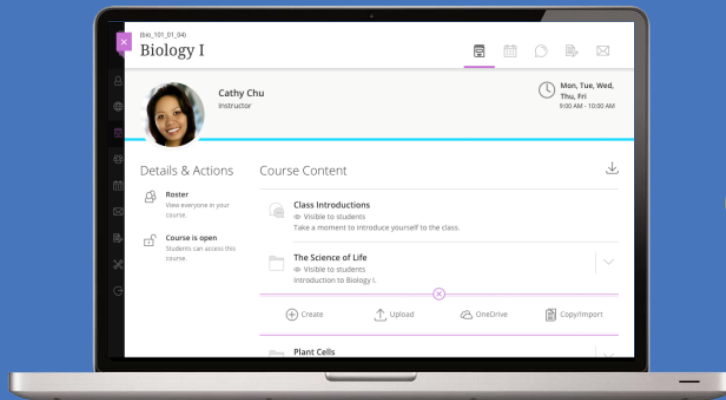 (bio_101_01_04)
Biology I
Cathy Chu
Instructor
Mon, Tue, Wed,
Thu, Fri
9:00 AM - 10:00 AM
Details & Actions
Roster
View everyone in your
course.
Course is open
Students can access this
course.
Course Content
Class Introductions
Visible to students
Take a moment to introduce yourself to the class.
The Science of Life
Visible to students
Introduction to Biology I.
Create
Upload
OneDrive
Copy/Import
Plant Cells